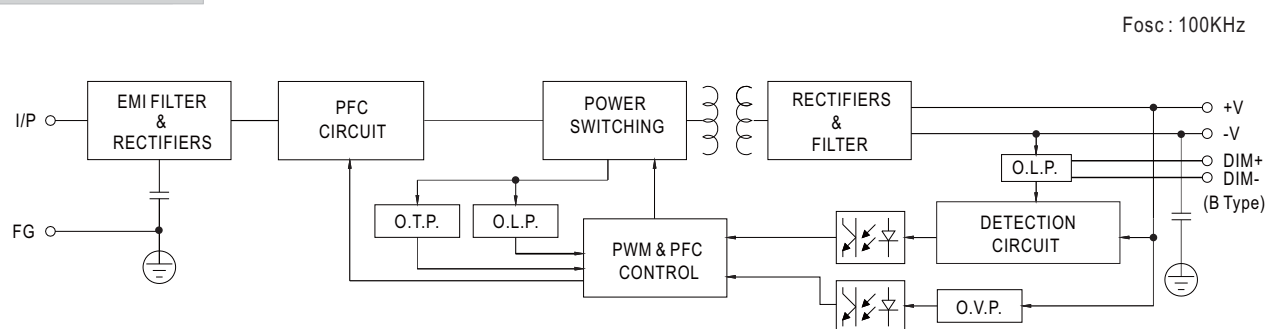 Fosc : 100KHz
I/P
EMI FILTER
&
RECTIFIERS
PFC
CIRCUIT
POWER
SWITCHING
RECTIFIERS
&
FILTER
+V
-V
DIM+
DIM-
(B Type)
O.L.P.
FG
O.T.P.
O.L.P.
PWM & PFC
CONTROL
DETECTION
CIRCUIT
O.V.P.